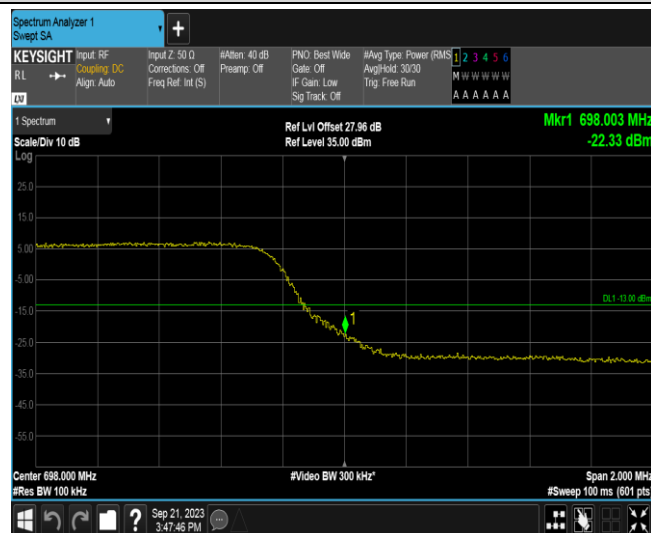 Spectrum Analyzer 1
Swept SA
+
KEYSIGHT
RL
Input: RF
Coupling: DC
Align: Auto
Input Z: 50 Ω
Corrections: Off
Freq Ref: Int (S)
#Atten: 40 dB
Preamp: Off
PNO: Best Wide
Gate: Off
IF Gain: Low
Sig Track: Off
#Avg Type: Power (RMS
Avg|Hold: 30/30
Trig: Free Run
1 2 3 4 5 6
M W W W W W
A A A A A A
1 Spectrum
Scale/Div 10 dB
Log
Ref Lvl Offset 27.96 dB
Ref Level 35.00 dBm
Mkr1 698.003 MHz
-22.33 dBm
25.0
15.0
5.00
-5.00
-15.0
-25.0
-35.0
-45.0
-55.0
DL1 -13.00 dBm
1
Center 698.000 MHz
#Res BW 100 kHz
#Video BW 300 kHz*
Span 2.000 MHz
#Sweep 100 ms (601 pts)
?
Sep 21, 2023
3:47:46 PM